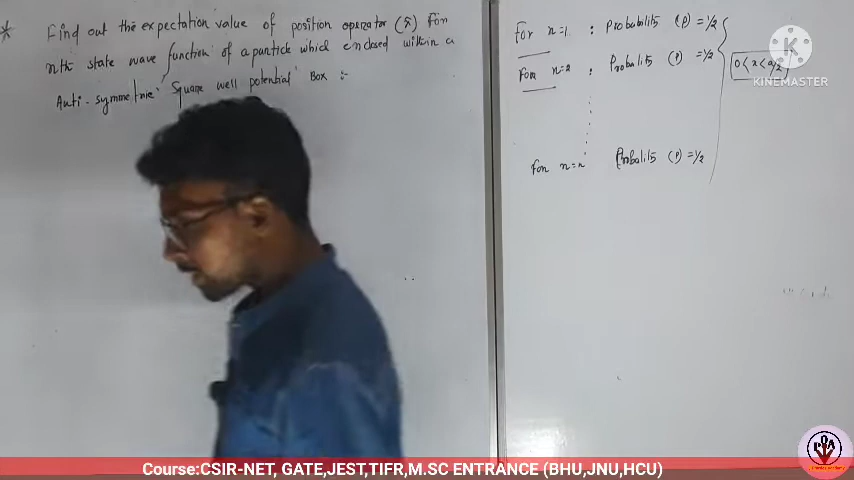 * Find out the expectation value of position operator (x̂) for
nth state wave function of a particle which enclosed within a
Anti-symmetric 'Square well potential' Box :-
For n=1. : Probability (P) = 1/2
For n=2 : Probability (P) = 1/2
0 < x < a/2
For n=n Probality (P) = 1/2
KINEMASTER
Course:CSIR-NET, GATE,JEST,TIFR,M.SC ENTRANCE (BHU,JNU,HCU)